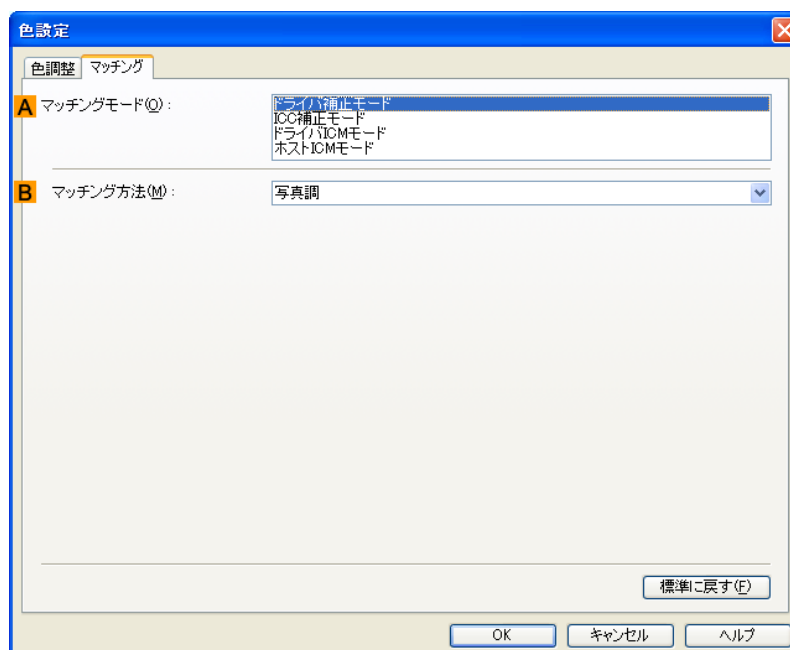 色設定
色調整 マッチング
A マッチングモード(O): ドライバ補正モード
ICC補正モード
ドライバICMモード
ホストICMモード
B マッチング方法(M): 写真調
標準に戻す(F)
OK キャンセル ヘルプ